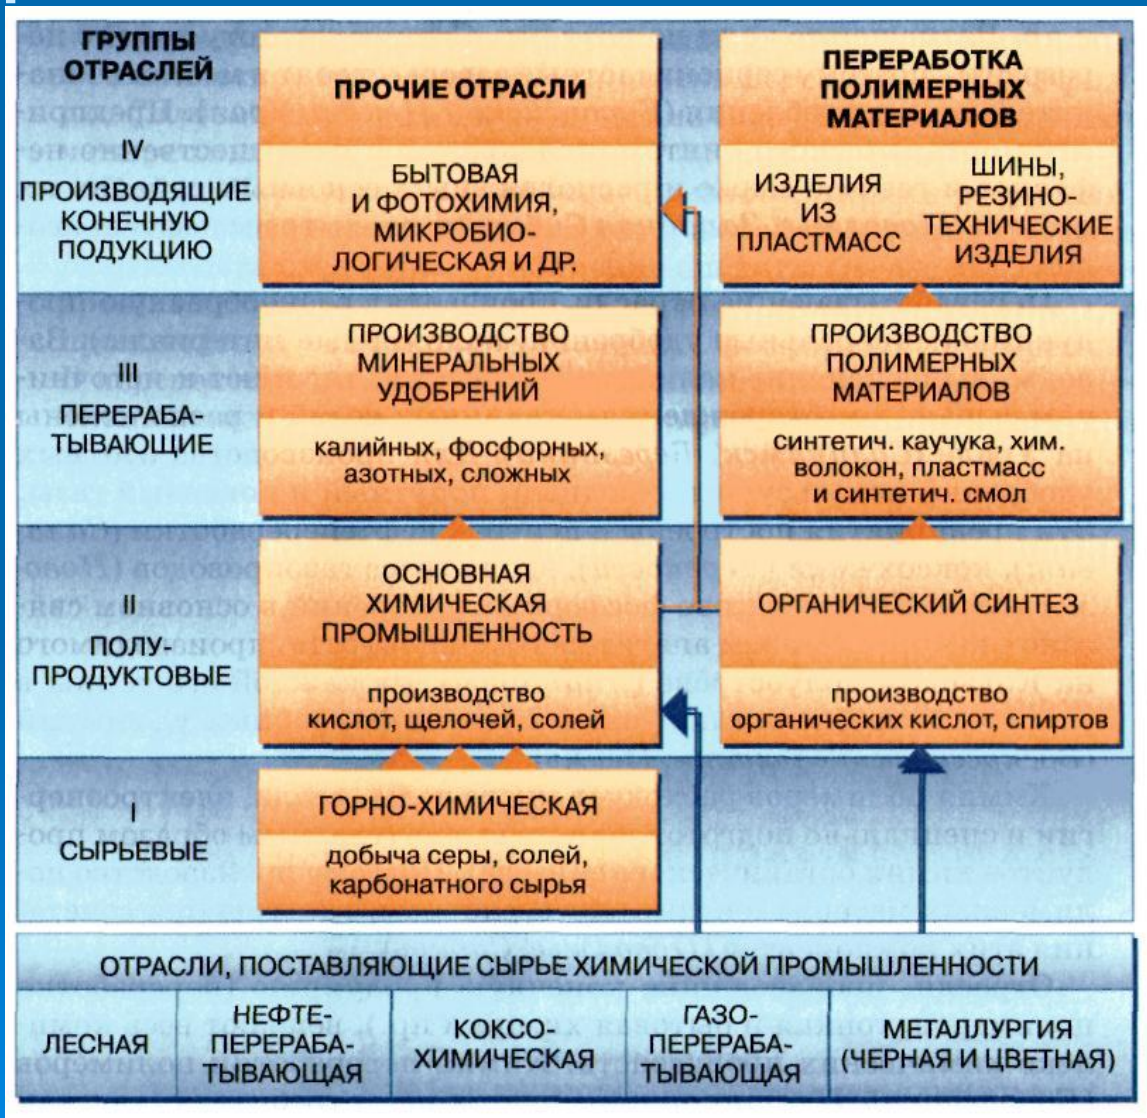 ГРУППЫ
ОТРАСЛЕЙ
ПРОЧИЕ ОТРАСЛИ
ПЕРЕРАБОТКА
ПОЛИМЕРНЫХ
МАТЕРИАЛОВ
IV
ПРОИЗВОДЯЩИЕ
КОНЕЧНУЮ
ПОДУКЦИЮ
БЫТОВАЯ
И ФОТОХИМИЯ,
МИКРОБИО-
ЛОГИЧЕСКАЯ И ДР.
ИЗДЕЛИЯ
ИЗ
ПЛАСТМАСС
ШИНЫ,
РЕЗИНО-
ТЕХНИЧЕСКИЕ
ИЗДЕЛИЯ
III
ПЕРЕРАБА-
ТЫВАЮЩИЕ
ПРОИЗВОДСТВО
МИНЕРАЛЬНЫХ
УДОБРЕНИЙ
калийных, фосфорных,
азотных, сложных
ПРОИЗВОДСТВО
ПОЛИМЕРНЫХ
МАТЕРИАЛОВ
синтетич. каучука, хим.
волокон, пластмасс
и синтетич. смол
II
ПОЛУ-
ПРОДУКТОВЫЕ
ОСНОВНАЯ
ХИМИЧЕСКАЯ
ПРОМЫШЛЕННОСТЬ
производство
кислот, щелочей, солей
ОРГАНИЧЕСКИЙ СИНТЕЗ
производство
органических кислот, спиртов
I
СЫРЬЕВЫЕ
ГОРНО-ХИМИЧЕСКАЯ
добыча серы, солей,
карбонатного сырья
ОТРАСЛИ, ПОСТАВЛЯЮЩИЕ СЫРЬЕ ХИМИЧЕСКОЙ ПРОМЫШЛЕННОСТИ
ЛЕСНАЯ
НЕФТЕ-
ПЕРЕРАБА-
ТЫВАЮЩАЯ
КОКСО-
ХИМИЧЕСКАЯ
ГАЗО-
ПЕРЕРАБА-
ТЫВАЮЩАЯ
МЕТАЛЛУРГИЯ
(ЧЕРНАЯ И ЦВЕТНАЯ)